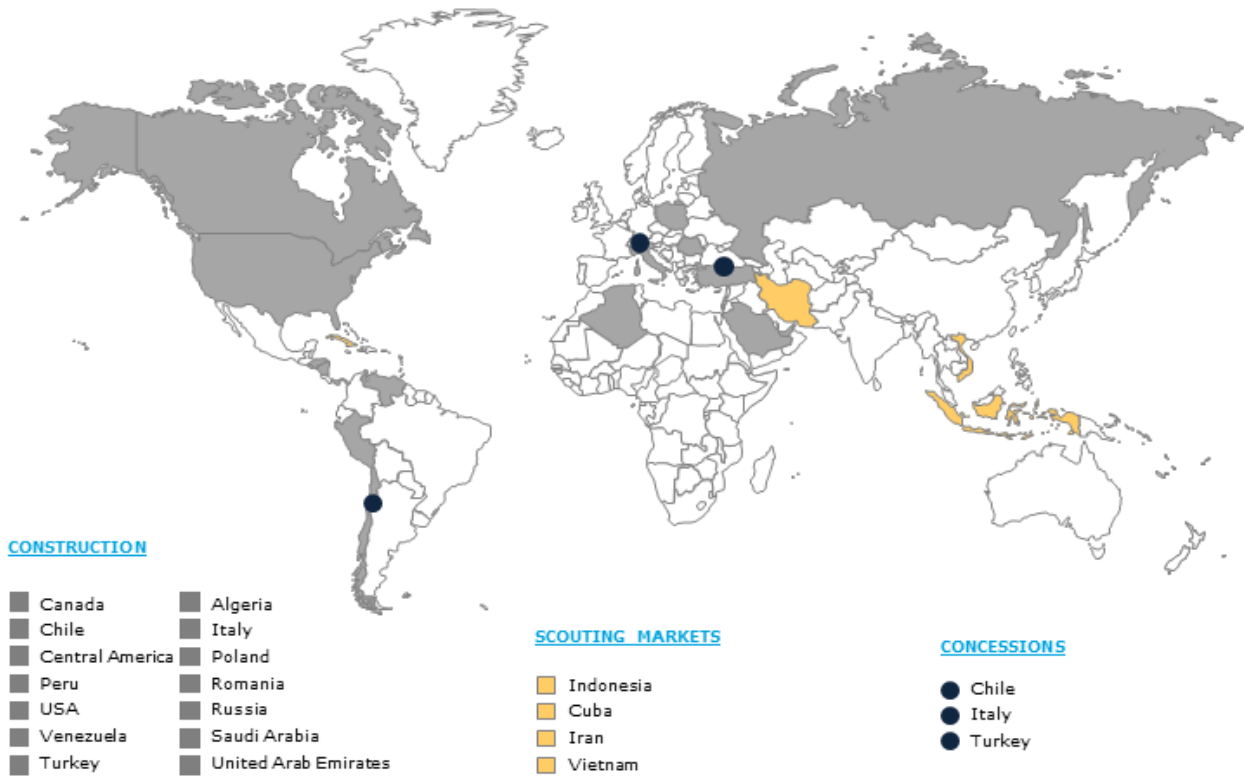 CONSTRUCTION
Canada
Chile
Central America
Peru
USA
Venezuela
Turkey
Algeria
Italy
Poland
Romania
Russia
Saudi Arabia
United Arab Emirates
SCOUTING MARKETS
Indonesia
Cuba
Iran
Vietnam
CONCESSIONS
Chile
Italy
Turkey